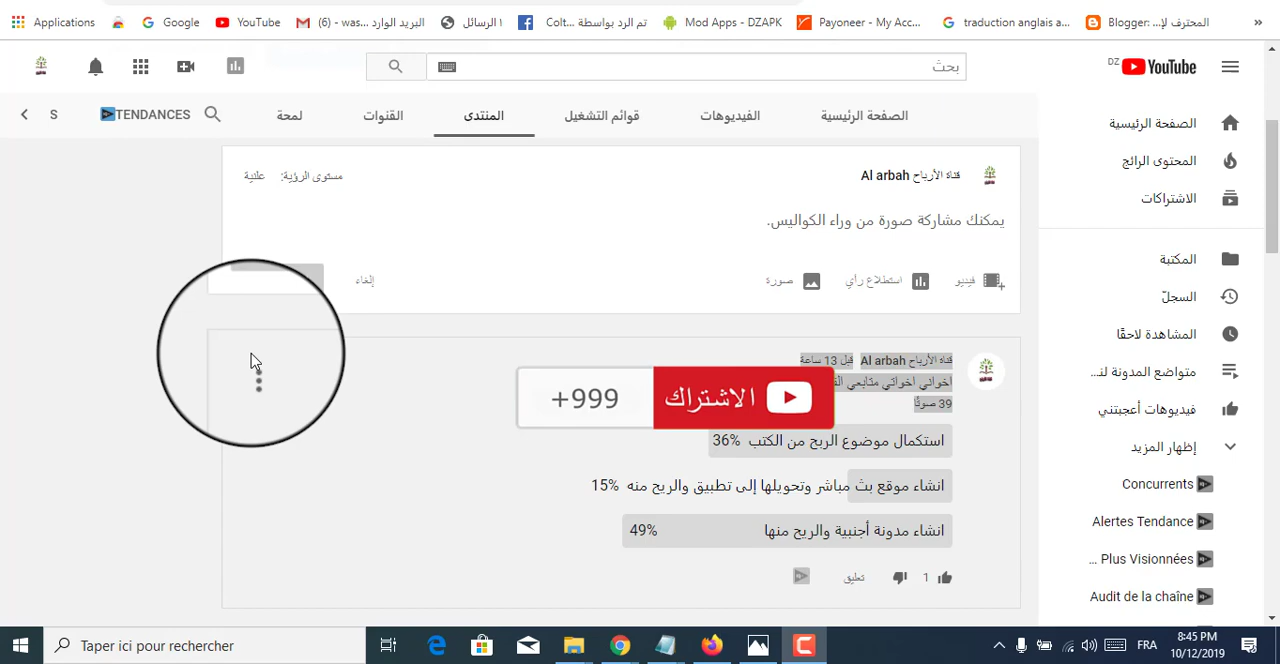 Applications
Google
YouTube
البريد الوارد (6) - was...
الرسائل ١
تم الرد بواسطة Colt...
Mod Apps - DZAPK
Payoneer - My Acc...
traduction anglais a...
المحترف لإ... :Blogger
»
YouTube DZ
بحث
الصفحة الرئيسية
الفيديوهات
قوائم التشغيل
المنتدى
القنوات
لمحة
TENDANCES
S
الصفحة الرئيسية
المحتوى الرائج
الاشتراكات
المكتبة
السجلّ
المشاهدة لاحقًا
متواضع المدونة لنـ...
فيديوهات أعجبتني
إظهار المزيد
Concurrents
Alertes Tendance
Plus Visionnées ...
Audit de la chaîne
قناة الأرباح Al arbah
مستوى الرؤية: علنية
يمكنك مشاركة صورة من وراء الكواليس.
فيديو
استطلاع رأي
صورة
إلغاء
قناة الأرباح Al arbah قبل 13 ساعة
اخواني اخواتي متابعي
39 صوتًا
الاشتراك
+999
استكمال موضوع الربح من الكتب 36%
انشاء موقع بث مباشر وتحويلها إلى تطبيق والربح منه 15%
انشاء مدونة أجنبية والربح منها 49%
1
تعليق
Taper ici pour rechercher
FRA
8:45 PM
10/12/2019